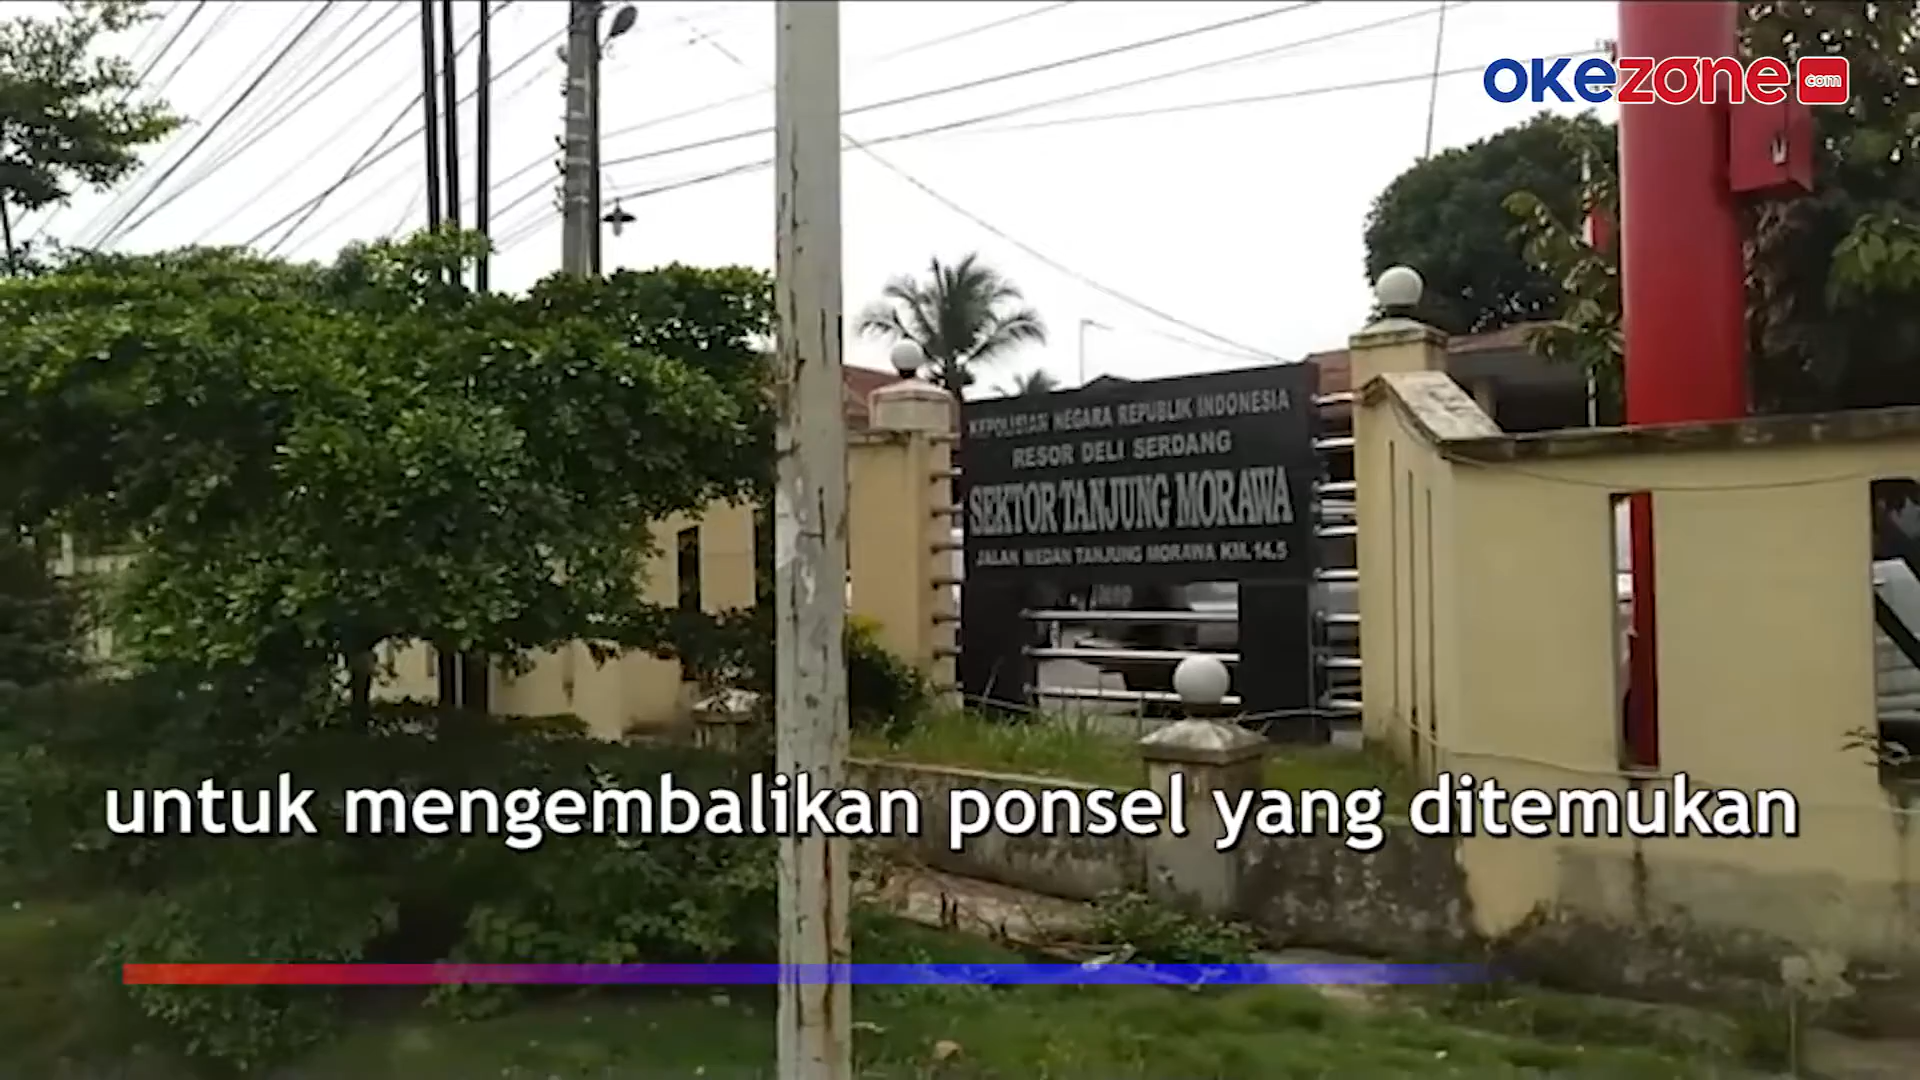 OKEZONE
com
KEPOLISIAN NEGARA REPUBLIK INDONESIA
RESOR DELI SERDANG
SEKTOR TANJUNG MORAWA
JALAN MEDAN TANJUNG MORAWA KM. 14.5
untuk mengembalikan ponsel yang ditemukan